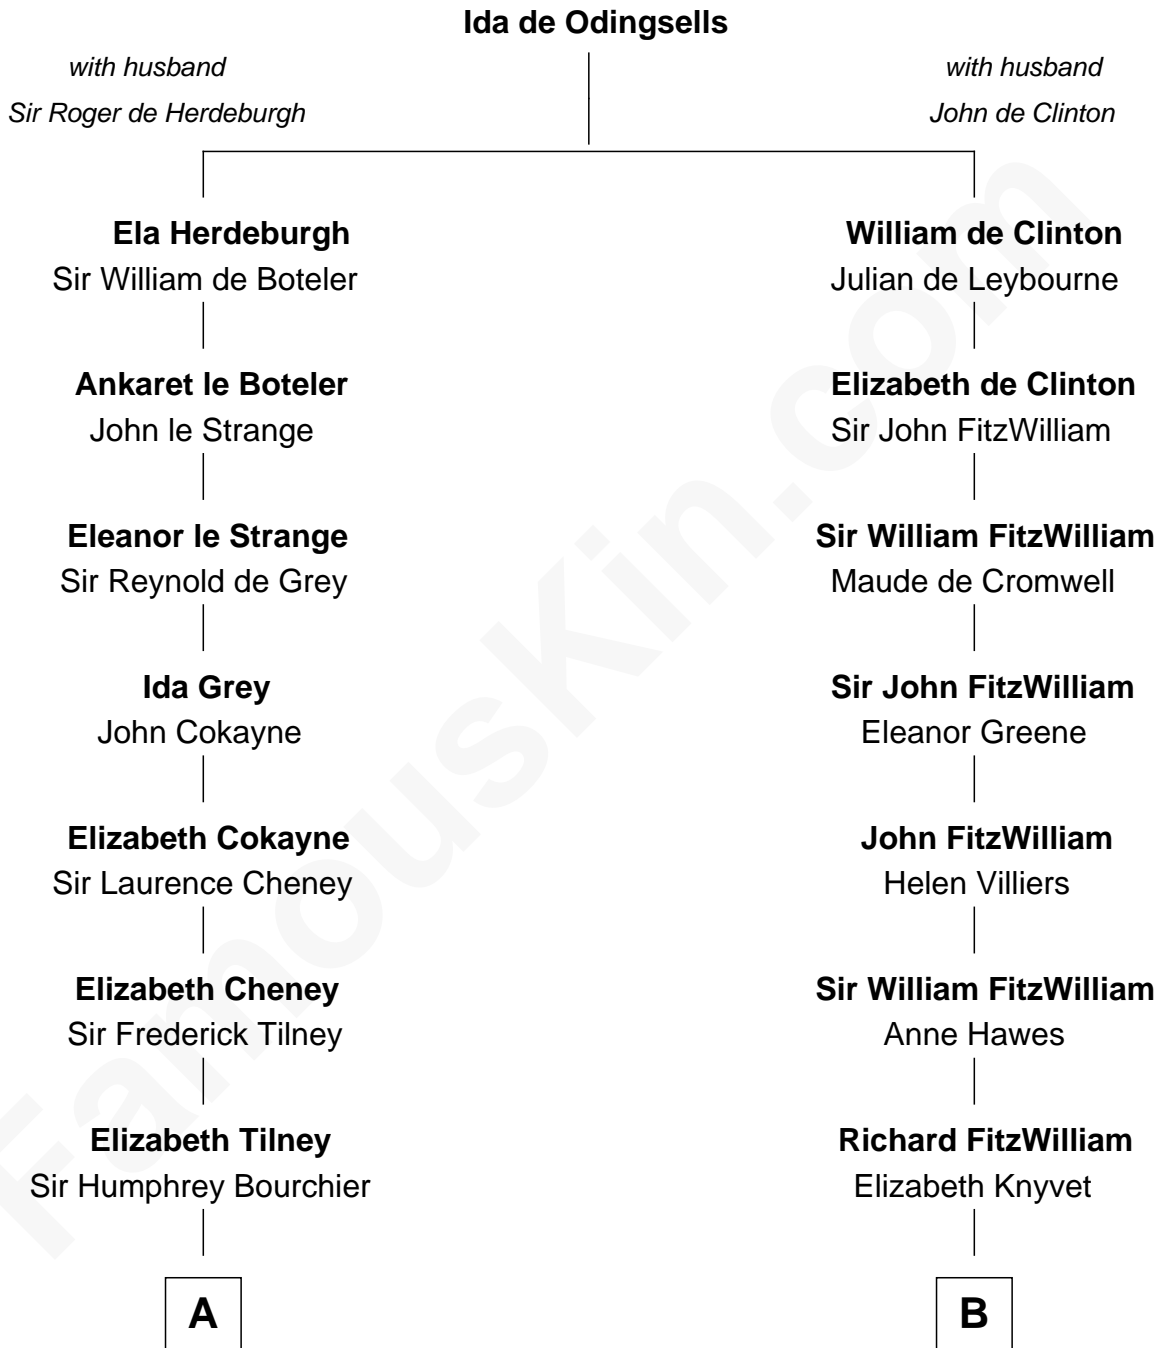 Ida de Odingsells
with husband
Sir Roger de Herdeburgh
with husband
John de Clinton
Ela Herdeburgh
Sir William de Boteler
William de Clinton
Julian de Leybourne
Ankaret le Boteler
John le Strange
Elizabeth de Clinton
Sir John FitzWilliam
Eleanor le Strange
Sir Reynold de Grey
Sir William FitzWilliam
Maude de Cromwell
Ida Grey
John Cokayne
Sir John FitzWilliam
Eleanor Greene
Elizabeth Cokayne
Sir Laurence Cheney
John FitzWilliam
Helen Villiers
Elizabeth Cheney
Sir Frederick Tilney
Sir William FitzWilliam
Anne Hawes
Elizabeth Tilney
Sir Humphrey Bourchier
Richard FitzWilliam
Elizabeth Knyvet
A
B
FamousKin.com